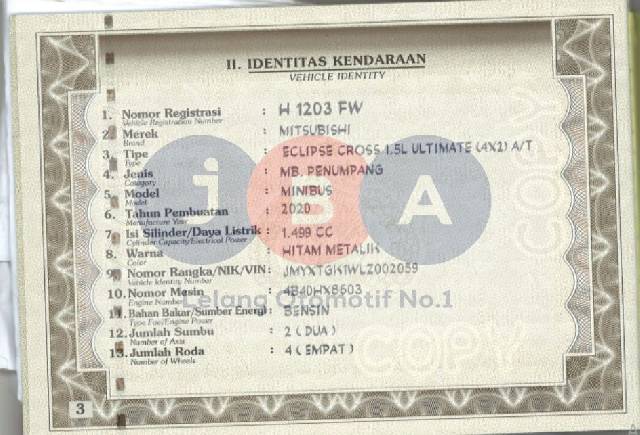 II. IDENTITAS KENDARAAN
VEHICLE IDENTITY
1. Nomor Registrasi : H 1203 FW
Vehicle Registration Number
2. Merek : MITSUBISHI
Brand
3. Tipe : ECLIPSE CROSS 1.5L ULTIMATE (4X2) A/T
Type
4. Jenis : MB. PENUMPANG
Category
5. Model : MINIBUS
Model
6. Tahun Pembuatan : 2020
Manufacture Year
7. Isi Silinder/Daya Listrik : 1.499 CC
Cylinder Capacity/Electrical Power
8. Warna : HITAM METALIK
Color
9. Nomor Rangka/NIK/VIN : JMYXTGK1WLZ002059
Vehicle Identity Number
10. Nomor Mesin : 4B40HX8603
Engine Number
11. Bahan Bakar/Sumber Energi : BENSIN
Type Fuel/Engine Power
12. Jumlah Sumbu : 2 ( DUA )
Number of Axis
13. Jumlah Roda : 4 ( EMPAT )
Number of Wheels
iBA
Lelang Otomotif No.1
COPY
COPY
3